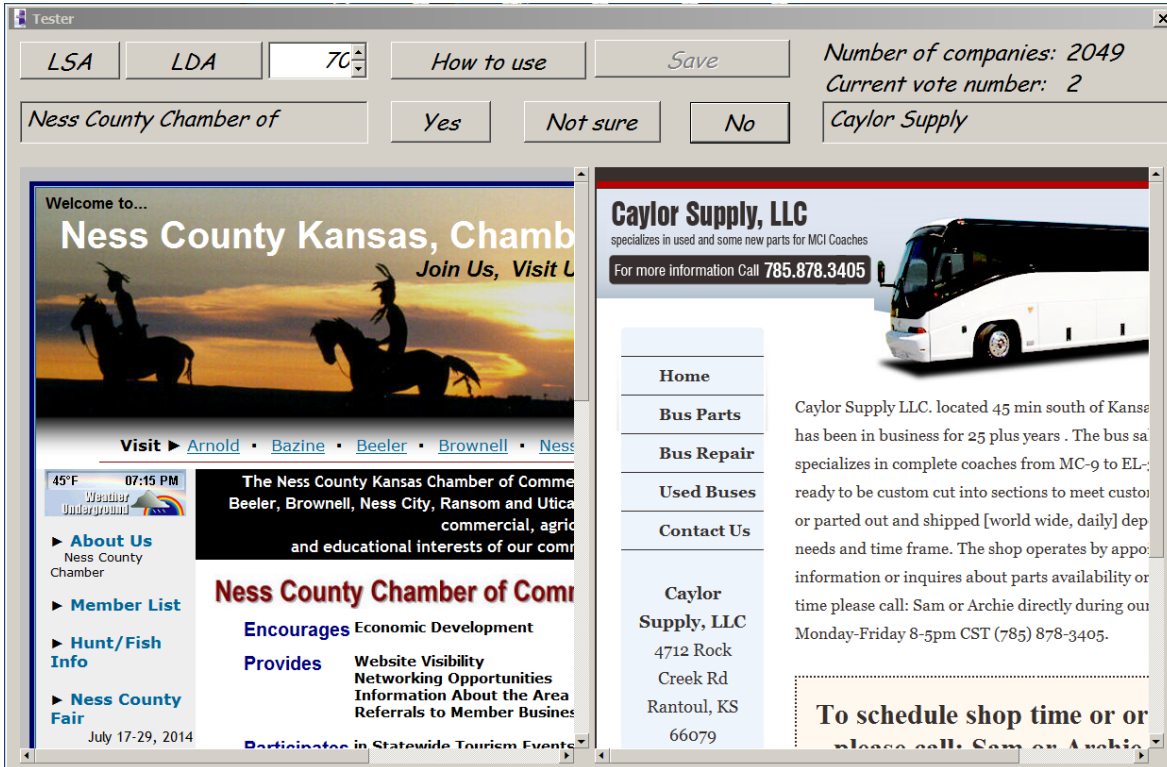 Tester
LSA LDA 70 How to use Save Number of companies: 2049
Current vote number: 2
Ness County Chamber of Yes Not sure No Caylor Supply
Welcome to...
Ness County Kansas, Chamb
Join Us, Visit U
Visit ► Arnold ▪ Bazine ▪ Beeler ▪ Brownell ▪ Ness
45°F 07:15 PM
Weather
Underground
► About Us
Ness County
Chamber
► Member List
► Hunt/Fish
Info
► Ness County
Fair
July 17-29, 2014
The Ness County Kansas Chamber of Comme
Beeler, Brownell, Ness City, Ransom and Utica
commercial, agric
and educational interests of our comm
Ness County Chamber of Comm
Encourages Economic Development
Provides Website Visibility
Networking Opportunities
Information About the Area
Referrals to Member Busines
Participates in Statewide Tourism Events
Caylor Supply, LLC
specializes in used and some new parts for MCI Coaches
For more information Call 785.878.3405
Home
Bus Parts
Bus Repair
Used Buses
Contact Us
Caylor
Supply, LLC
4712 Rock
Creek Rd
Rantoul, KS
66079
Caylor Supply LLC. located 45 min south of Kansa
has been in business for 25 plus years . The bus sa
specializes in complete coaches from MC-9 to EL-
ready to be custom cut into sections to meet custo
or parted out and shipped [world wide, daily] dep
needs and time frame. The shop operates by appo
information or inquires about parts availability or
time please call: Sam or Archie directly during our
Monday-Friday 8-5pm CST (785) 878-3405.
To schedule shop time or or
please call: Sam or Archie